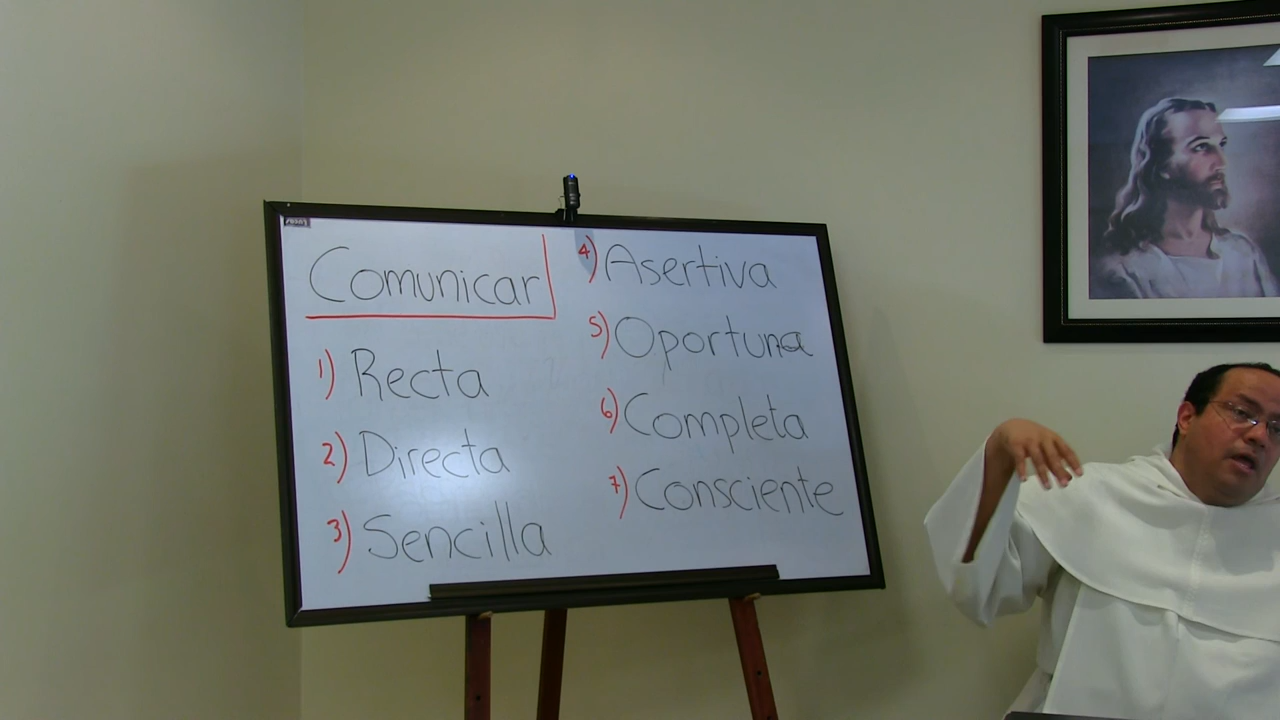 Comunicar
1) Recta
2) Directa
3) Sencilla
4) Asertiva
5) Oportuna
6) Completa
7) Consciente